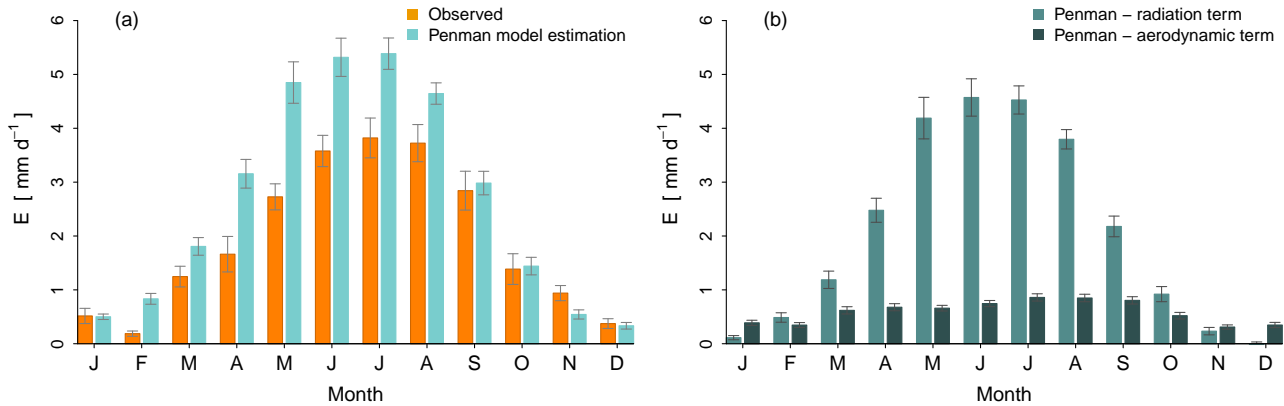 (a)
Observed
Penman model estimation
E [ mm d⁻¹ ]
0 1 2 3 4 5 6
J F M A M J J A S O N D
Month
(b)
Penman − radiation term
Penman − aerodynamic term
E [ mm d⁻¹ ]
0 1 2 3 4 5 6
J F M A M J J A S O N D
Month